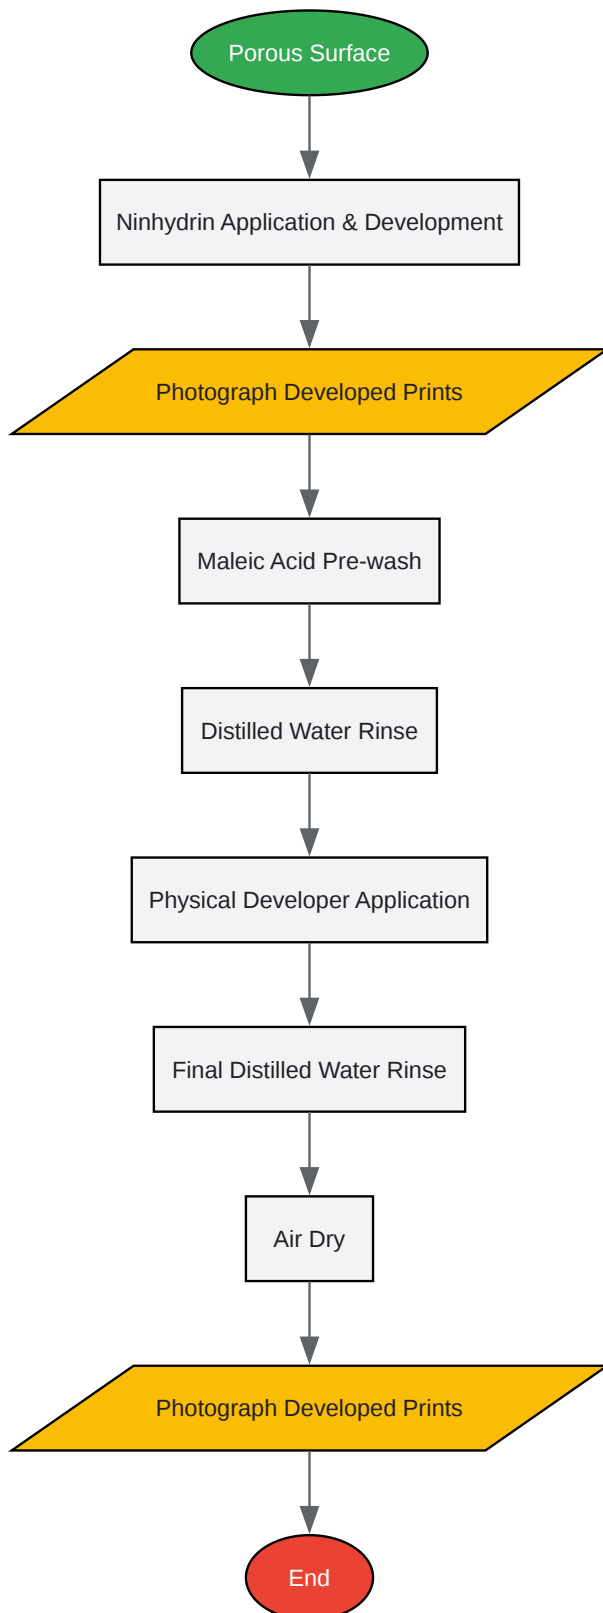 Porous Surface
Ninhydrin Application & Development
Photograph Developed Prints
Maleic Acid Pre-wash
Distilled Water Rinse
Physical Developer Application
Final Distilled Water Rinse
Air Dry
Photograph Developed Prints
End